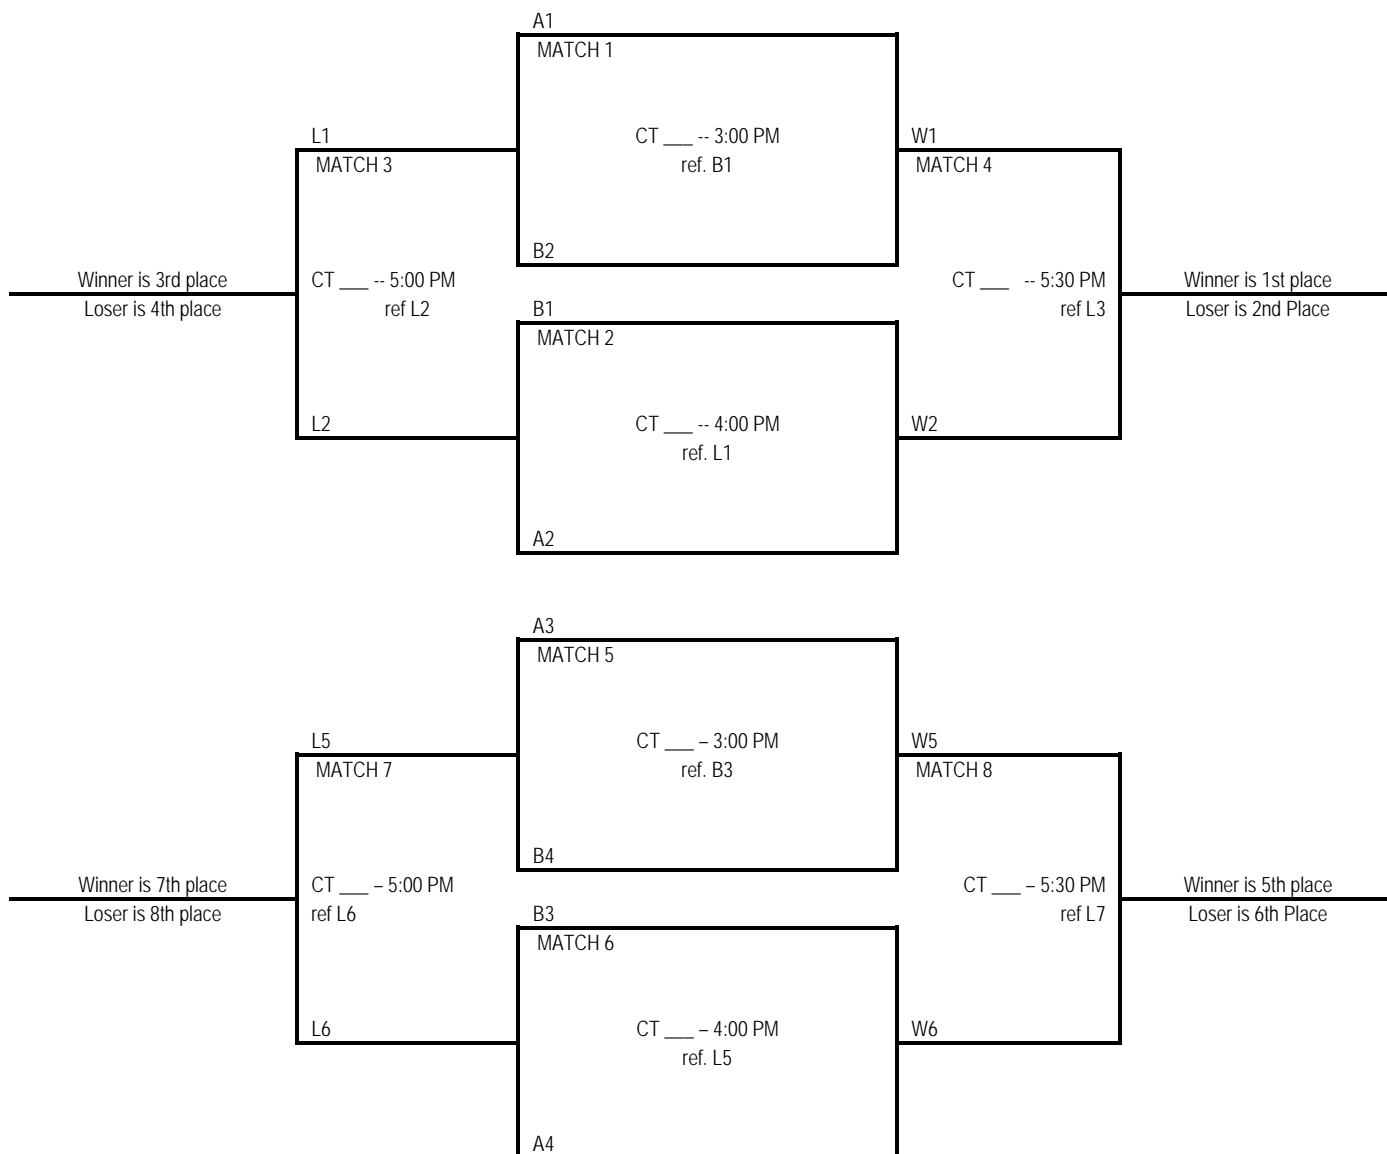 A1
MATCH 1
L1
CT ___ -- 3:00 PM
W1
MATCH 3
ref. B1
MATCH 4
B2
Winner is 3rd place
CT ___ -- 5:00 PM
CT ___ -- 5:30 PM
Winner is 1st place
Loser is 4th place
ref L2
B1
ref L3
Loser is 2nd Place
MATCH 2
L2
CT ___ -- 4:00 PM
W2
ref. L1
A2
A3
MATCH 5
L5
CT ___ – 3:00 PM
W5
MATCH 7
ref. B3
MATCH 8
B4
Winner is 7th place
CT ___ – 5:00 PM
CT ___ – 5:30 PM
Winner is 5th place
Loser is 8th place
ref L6
B3
ref L7
Loser is 6th Place
MATCH 6
L6
CT ___ – 4:00 PM
W6
ref. L5
A4